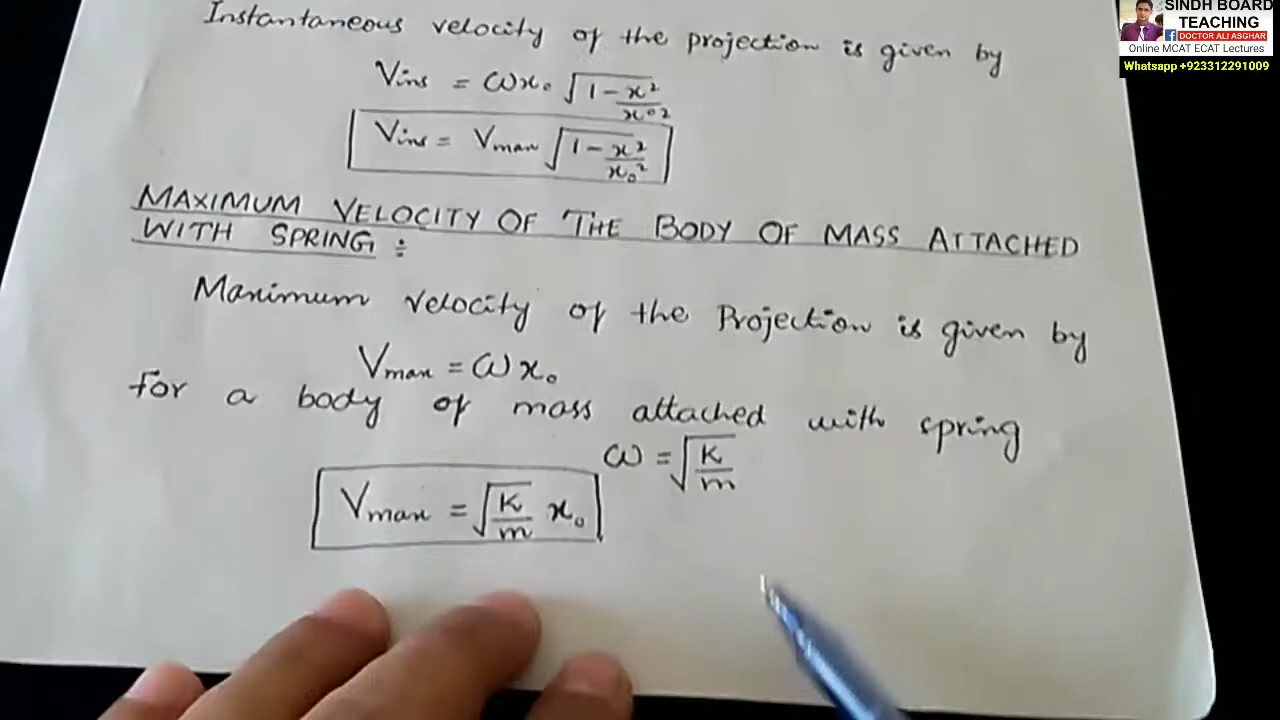 SINDH BOARD
TEACHING
f DOCTOR ALI ASGHAR
Online MCAT ECAT Lectures
Whatsapp +923312291009
Instantaneous velocity of the projection is given by
Vins = ωx₀ √(1 - x²/x₀²)
Vins = Vmax √(1 - x²/x₀²)
MAXIMUM VELOCITY OF THE BODY OF MASS ATTACHED
WITH SPRING :
Maximum velocity of the Projection is given by
Vmax = ωx₀
for a body of mass attached with spring
ω = √(K/m)
Vmax = √(K/m) x₀